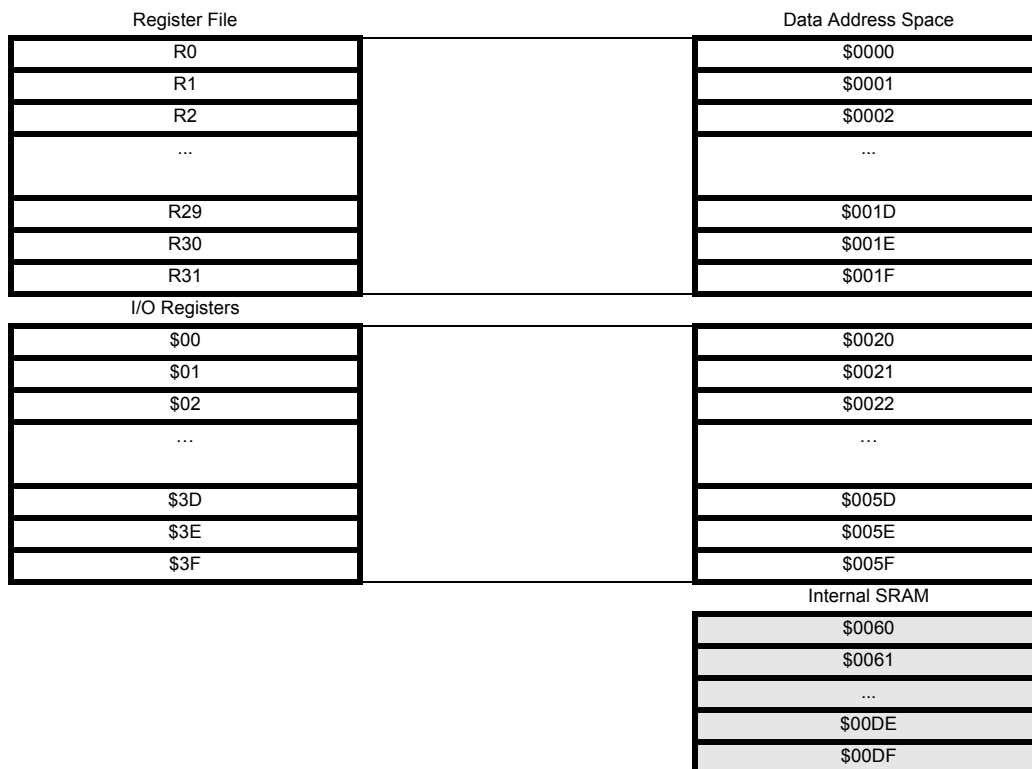 Register File
Data Address Space
R0
$0000
R1
$0001
R2
$0002
...
...
R29
$001D
R30
$001E
R31
$001F
I/O Registers
$00
$0020
$01
$0021
$02
$0022
...
...
$3D
$005D
$3E
$005E
$3F
$005F
Internal SRAM
$0060
$0061
...
$00DE
$00DF